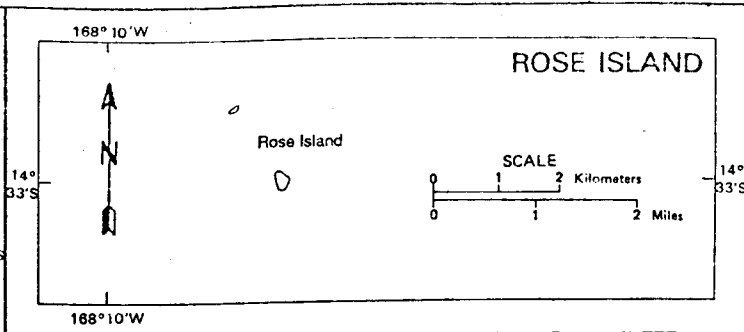 168° 10'W
ROSE ISLAND
N
Rose Island
14°
33'S
SCALE
0 1 2 Kilometers
0 1 2 Miles
14°
33'S
168°10'W